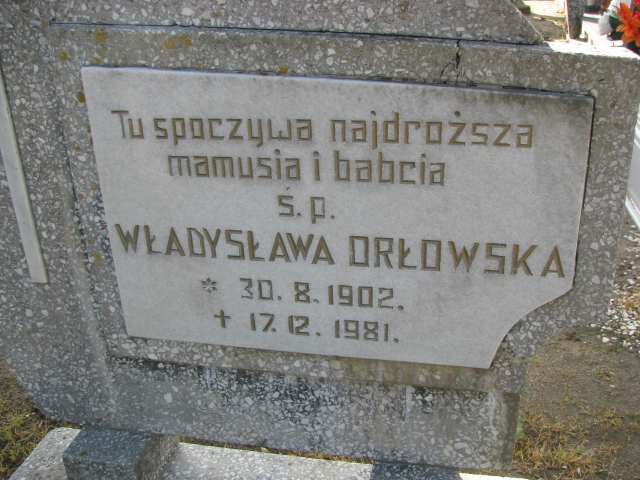 Tu spoczywa najdroższa
mamusia i babcia
Ś. p.
WŁADYSŁAWA ORŁOWSKA
* 30. 8. 1902.
+ 17. 12. 1981.